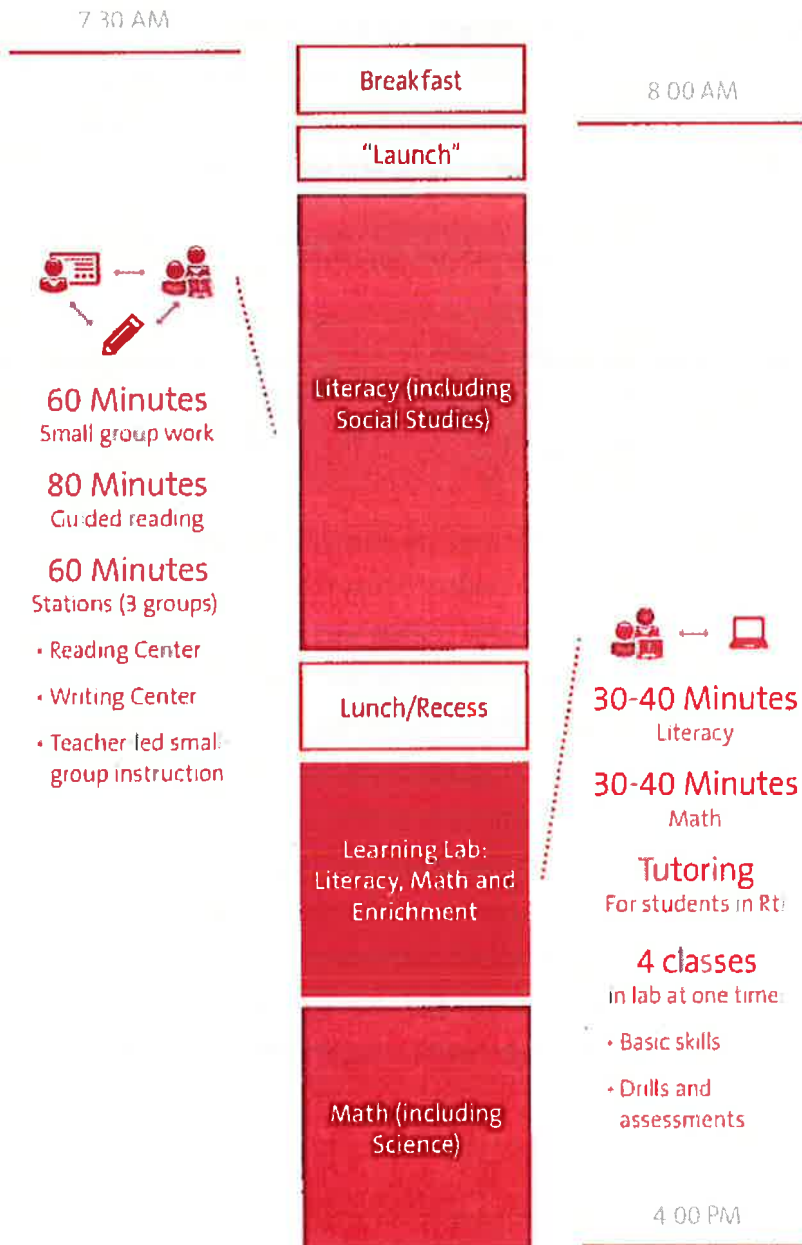 7 30 AM
Breakfast
8 00 AM
"Launch"
Literacy (including
Social Studies)
60 Minutes
Small group work
80 Minutes
Guided reading
60 Minutes
Stations (3 groups)
• Reading Center
• Writing Center
• Teacher led small
group instruction
Lunch/Recess
Learning Lab:
Literacy, Math and
Enrichment
30-40 Minutes
Literacy
30-40 Minutes
Math
Tutoring
For students in RtI
4 classes
in lab at one time
• Basic skills
• Drills and
assessments
Math (including
Science)
4 00 PM